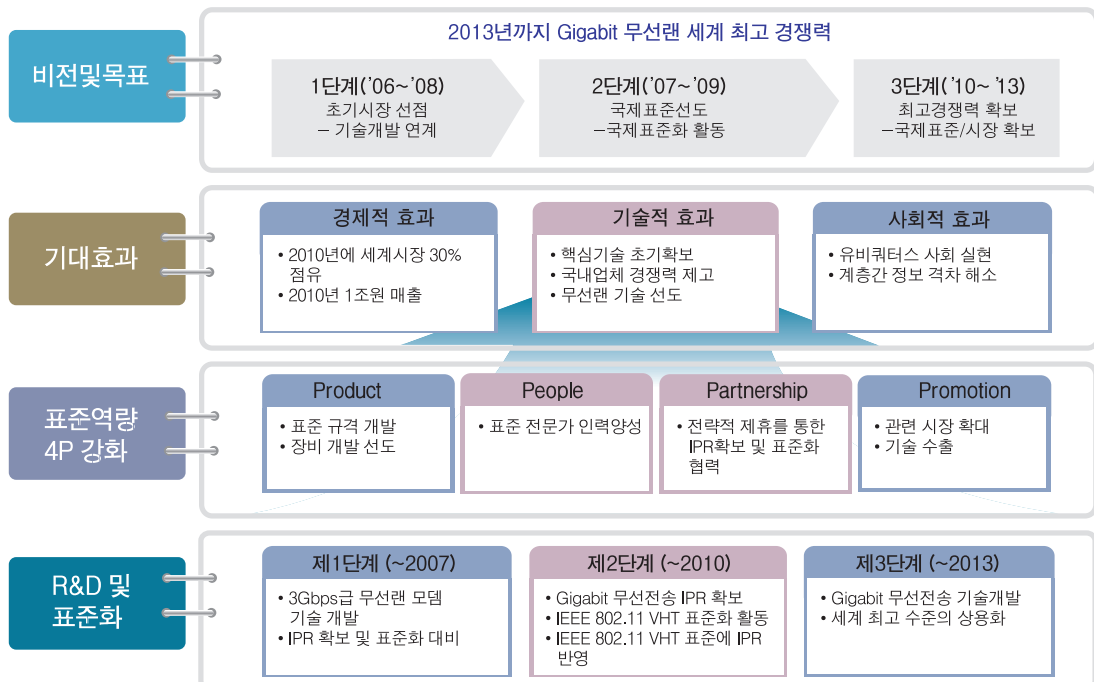 비전및목표
2013년까지 Gigabit 무선랜 세계 최고 경쟁력
1단계('06~'08)
초기시장 선점
– 기술개발 연계
2단계('07~'09)
국제표준선도
–국제표준화 활동
3단계('10~'13)
최고경쟁력 확보
–국제표준/시장 확보
기대효과
경제적 효과
• 2010년에 세계시장 30%
점유
• 2010년 1조원 매출
기술적 효과
• 핵심기술 초기확보
• 국내업체 경쟁력 제고
• 무선랜 기술 선도
사회적 효과
• 유비쿼터스 사회 실현
• 계층간 정보 격차 해소
표준역량
4P 강화
Product
• 표준 규격 개발
• 장비 개발 선도
People
• 표준 전문가 인력양성
Partnership
• 전략적 제휴를 통한
IPR확보 및 표준화
협력
Promotion
• 관련 시장 확대
• 기술 수출
R&D 및
표준화
제1단계 (~2007)
• 3Gbps급 무선랜 모뎀
기술 개발
• IPR 확보 및 표준화 대비
제2단계 (~2010)
• Gigabit 무선전송 IPR 확보
• IEEE 802.11 VHT 표준화 활동
• IEEE 802.11 VHT 표준에 IPR
반영
제3단계 (~2013)
• Gigabit 무선전송 기술개발
• 세계 최고 수준의 상용화